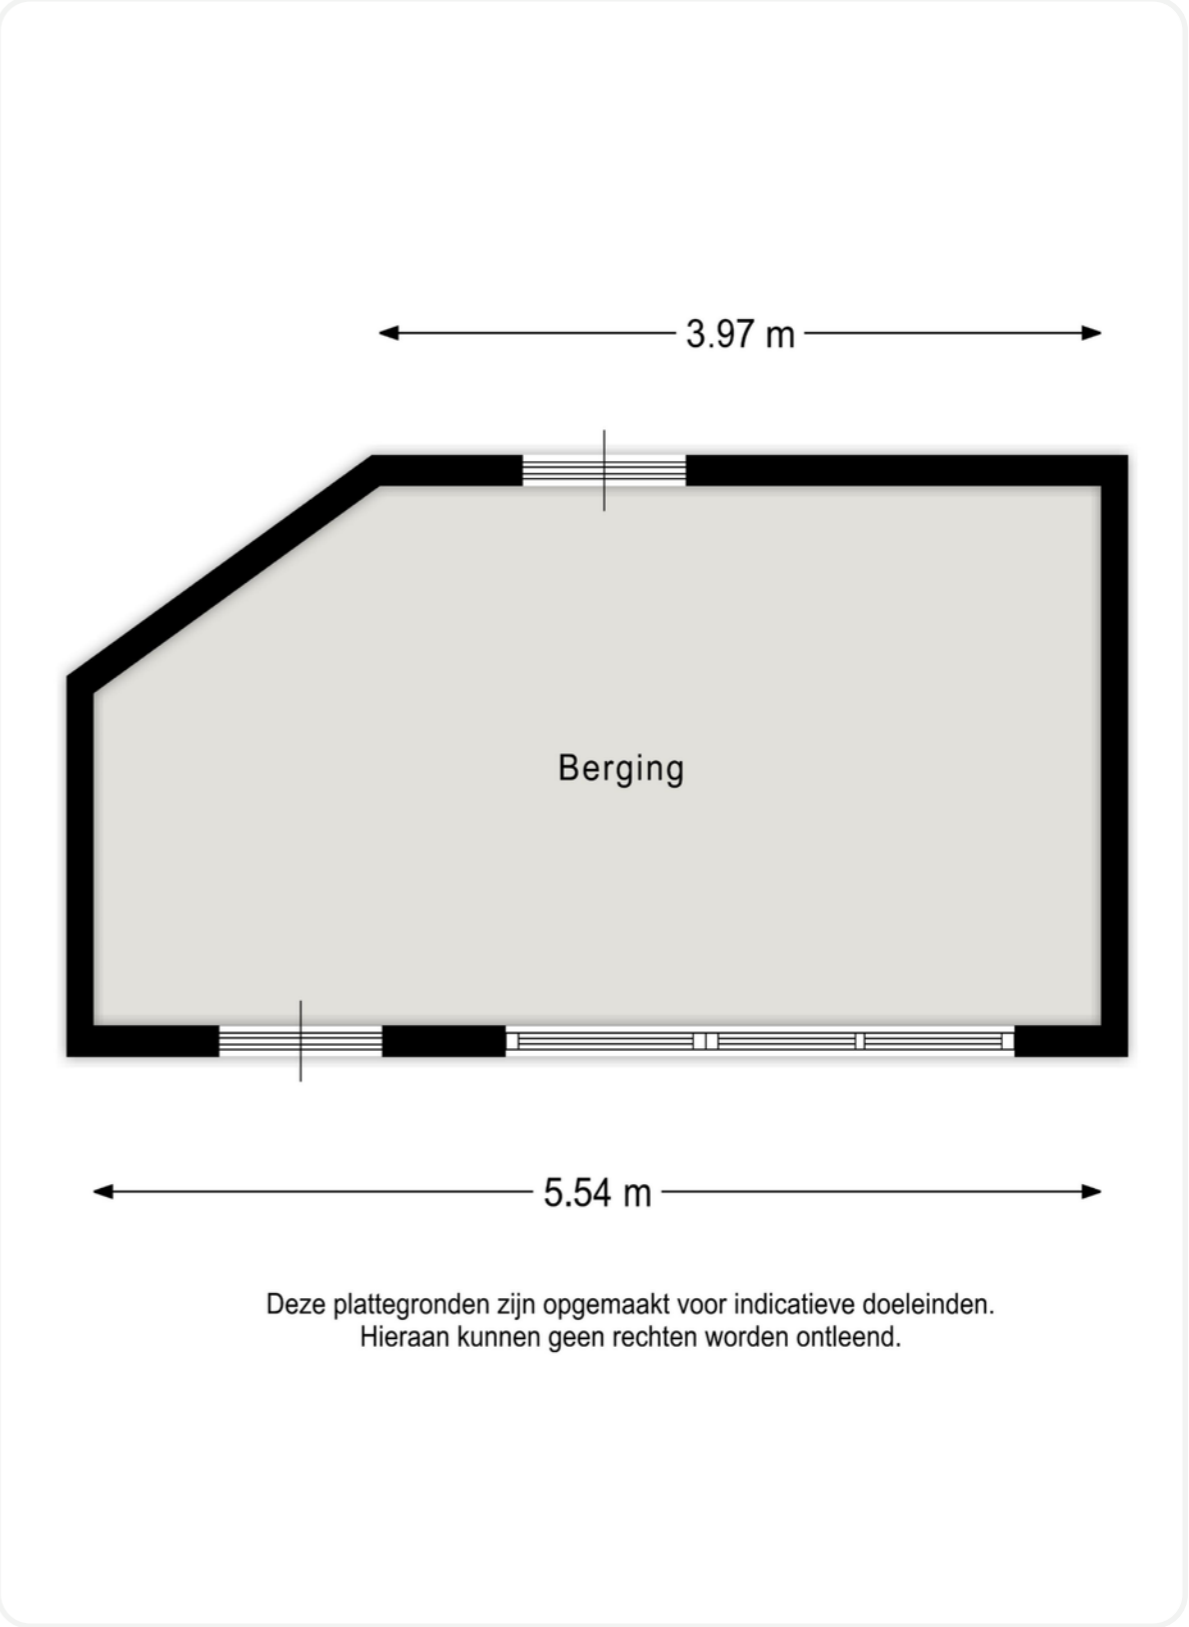 3.97 m
Berging
5.54 m
Deze plattegronden zijn opgemaakt voor indicatieve doeleinden.
Hieraan kunnen geen rechten worden ontleend.